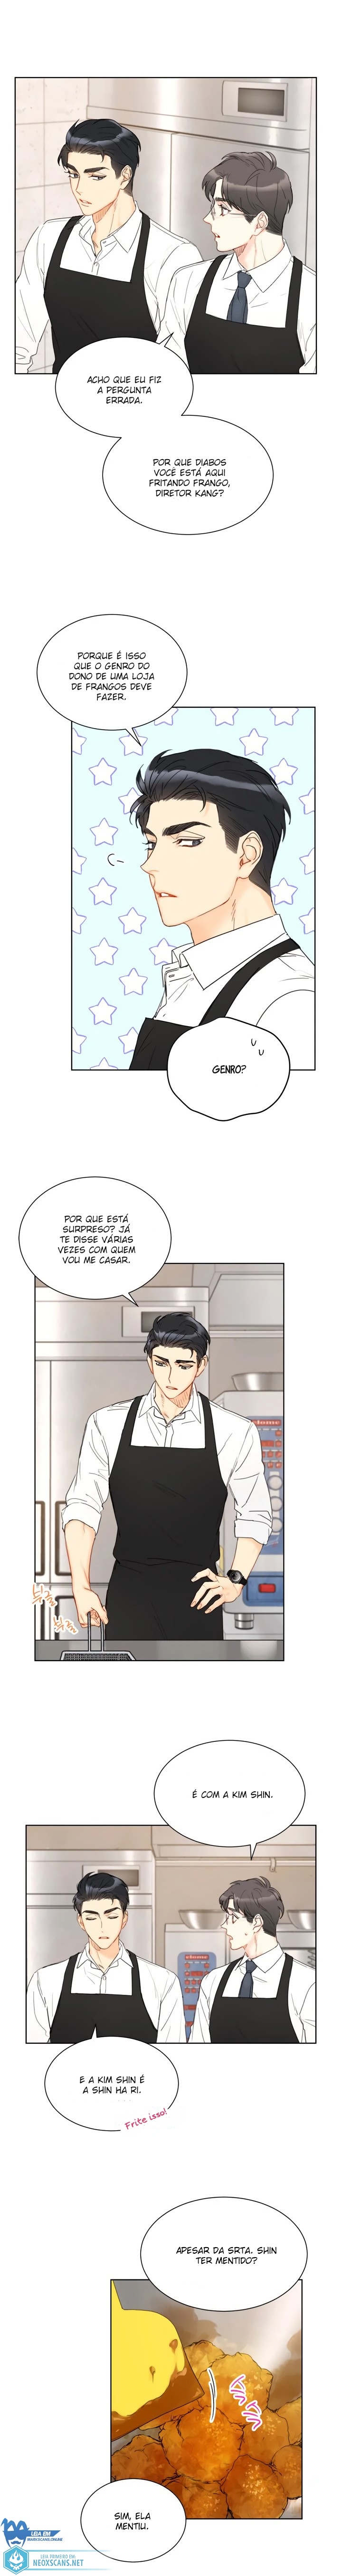 ACHO QUE EU FIZ
A PERGUNTA
ERRADA.
POR QUE DIABOS
VOCÊ ESTÁ AQUI
FRITANDO FRANGO,
DIRETOR KANG?
PORQUE É ISSO
QUE O GENRO DO
DONO DE UMA LOJA
DE FRANGOS DEVE
FAZER.
GENRO?
POR QUE ESTÁ
SURPRESO? JÁ
TE DISSE VÁRIAS
VEZES COM QUEM
VOU ME CASAR.
É COM A KIM SHIN.
E A KIM SHIN É
A SHIN HA RI.
Frite isso!
APESAR DA SRTA. SHIN
TER MENTIDO?
SIM, ELA
MENTIU.
LEIA EM
NEOXSCANS.NET